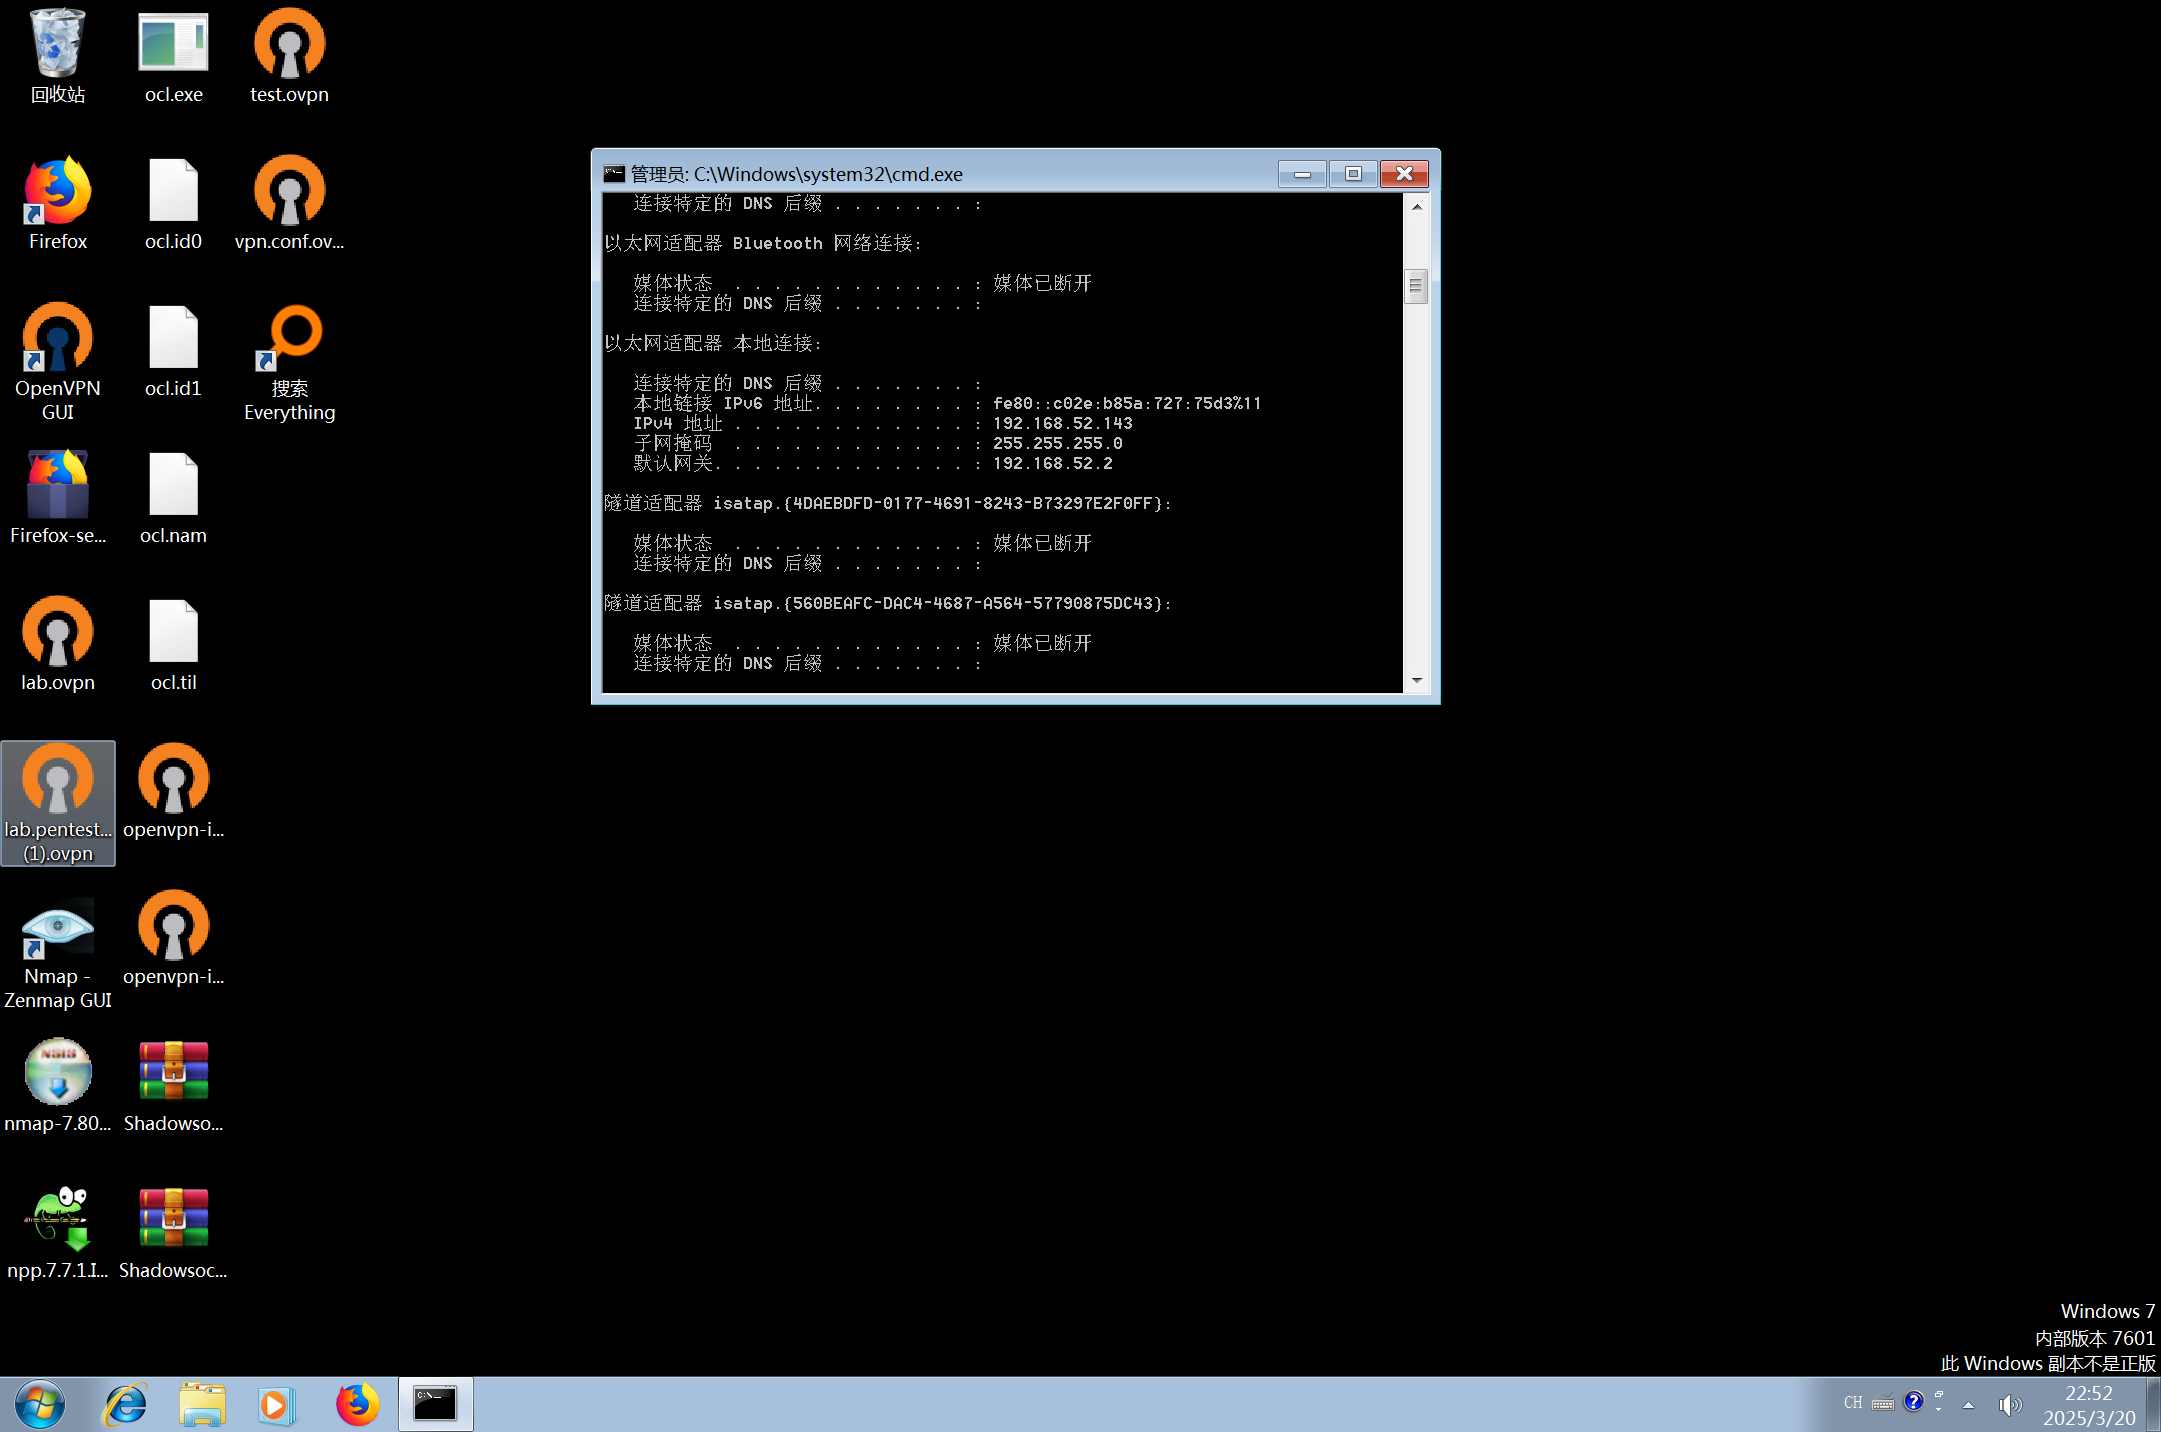 回收站
ocl.exe
test.ovpn
Firefox
ocl.id0
vpn.conf.ov...
OpenVPN
GUI
ocl.id1
搜索
Everything
Firefox-se...
ocl.nam
lab.ovpn
ocl.til
lab.pentest...
(1).ovpn
openvpn-i...
Nmap -
Zenmap GUI
openvpn-i...
NSIS
nmap-7.80...
Shadowso...
npp.7.7.1.I...
Shadowsoc...
管理员: C:\Windows\system32\cmd.exe
连接特定的 DNS 后缀 . . . . . . . :
以太网适配器 Bluetooth 网络连接:
媒体状态 . . . . . . . . . . . . : 媒体已断开
连接特定的 DNS 后缀 . . . . . . . :
以太网适配器 本地连接:
连接特定的 DNS 后缀 . . . . . . . :
本地链接 IPv6 地址. . . . . . . . : fe80::c02e:b85a:727:75d3%11
IPv4 地址 . . . . . . . . . . . . : 192.168.52.143
子网掩码 . . . . . . . . . . . . : 255.255.255.0
默认网关. . . . . . . . . . . . . : 192.168.52.2
隧道适配器 isatap.{4DAEBDFD-0177-4691-8243-B73297E2F0FF}:
媒体状态 . . . . . . . . . . . . : 媒体已断开
连接特定的 DNS 后缀 . . . . . . . :
隧道适配器 isatap.{560BEAFC-DAC4-4687-A564-57790875DC43}:
媒体状态 . . . . . . . . . . . . : 媒体已断开
连接特定的 DNS 后缀 . . . . . . . :
Windows 7
内部版本 7601
此 Windows 副本不是正版
CH
22:52
2025/3/20